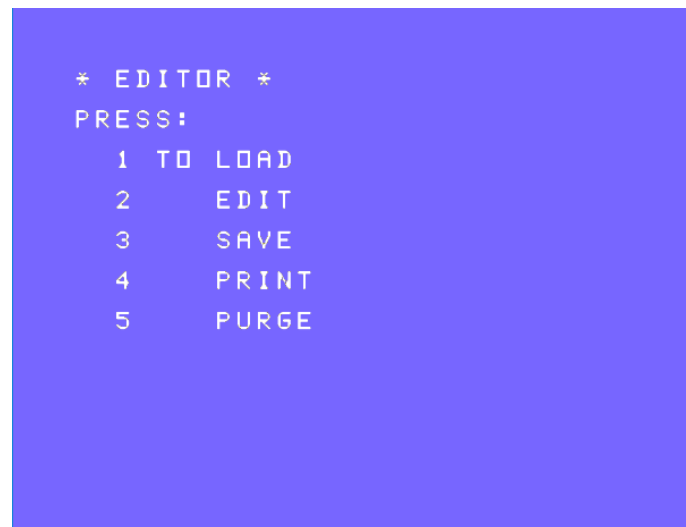 * EDITOR *
PRESS:
1 TO LOAD
2 EDIT
3 SAVE
4 PRINT
5 PURGE